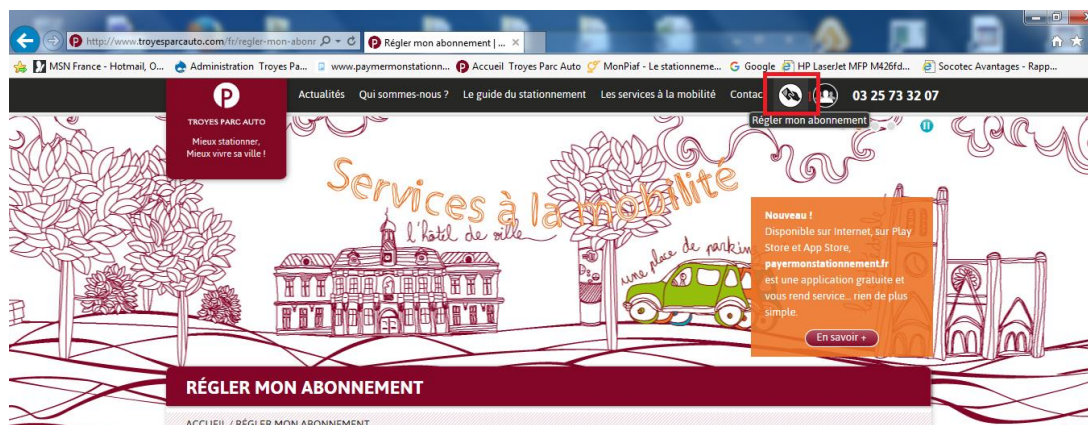 http://www.troyesparcauto.com/fr/regler-mon-abonr
Régler mon abonnement | ...
MSN France - Hotmail, O...
Administration Troyes Pa...
www.paymermonstationn...
Accueil Troyes Parc Auto
MonPiaf - Le stationneme...
Google
HP LaserJet MFP M426fd...
Socotec Avantages - Rapp...
TROYES PARC AUTO
Mieux stationner,
Mieux vivre sa ville !
Actualités Qui sommes-nous ? Le guide du stationnement Les services à la mobilité Contac 03 25 73 32 07
Régler mon abonnement
Services à la mobilité
l'hôtel de ville
une place de parkin
Nouveau !
Disponible sur Internet, sur Play
Store et App Store,
payermonstationnement.fr
est une application gratuite et
vous rend service... rien de plus
simple.
En savoir +
RÉGLER MON ABONNEMENT
ACCUEIL / RÉGLER MON ABONNEMENT